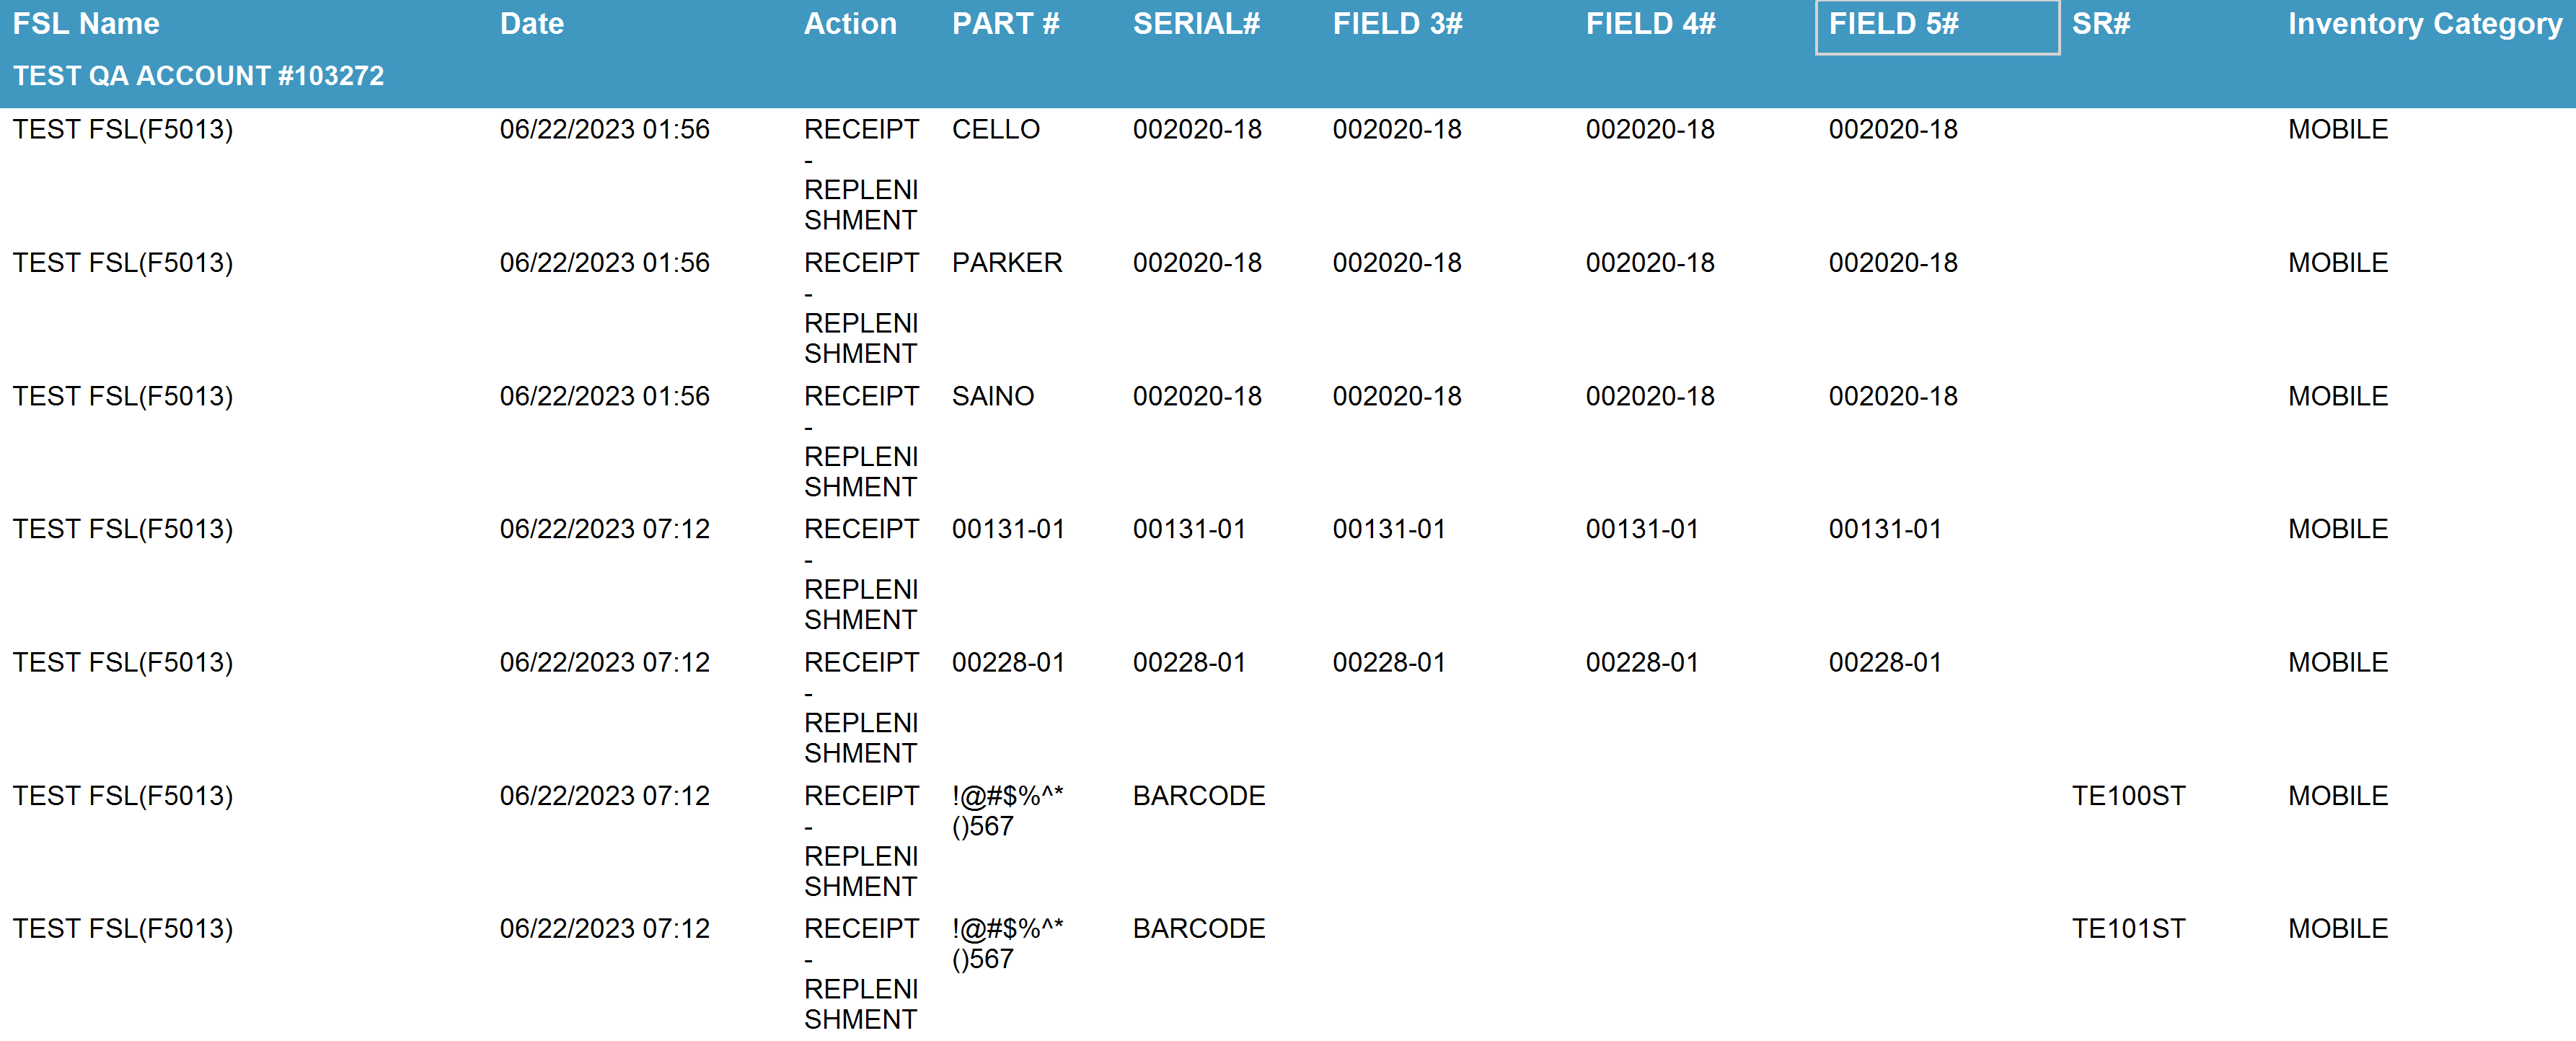 FSL Name Date Action PART # SERIAL# FIELD 3# FIELD 4# FIELD 5# SR# Inventory Category
TEST QA ACCOUNT #103272
TEST FSL(F5013) 06/22/2023 01:56 RECEIPT CELLO 002020-18 002020-18 002020-18 002020-18 MOBILE
-
REPLENI
SHMENT
TEST FSL(F5013) 06/22/2023 01:56 RECEIPT PARKER 002020-18 002020-18 002020-18 002020-18 MOBILE
-
REPLENI
SHMENT
TEST FSL(F5013) 06/22/2023 01:56 RECEIPT SAINO 002020-18 002020-18 002020-18 002020-18 MOBILE
-
REPLENI
SHMENT
TEST FSL(F5013) 06/22/2023 07:12 RECEIPT 00131-01 00131-01 00131-01 00131-01 00131-01 MOBILE
-
REPLENI
SHMENT
TEST FSL(F5013) 06/22/2023 07:12 RECEIPT 00228-01 00228-01 00228-01 00228-01 00228-01 MOBILE
-
REPLENI
SHMENT
TEST FSL(F5013) 06/22/2023 07:12 RECEIPT !@#$%^* BARCODE TE100ST MOBILE
- ()567
REPLENI
SHMENT
TEST FSL(F5013) 06/22/2023 07:12 RECEIPT !@#$%^* BARCODE TE101ST MOBILE
- ()567
REPLENI
SHMENT